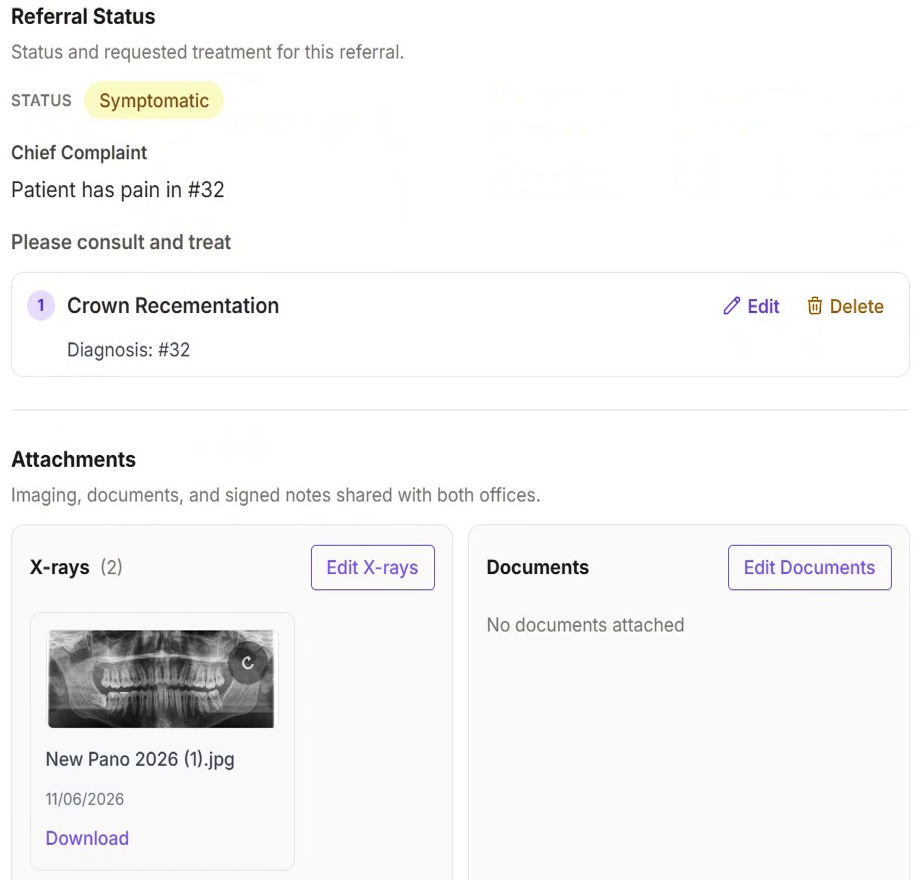 Referral Status
Status and requested treatment for this referral.
STATUS Symptomatic
Chief Complaint
Patient has pain in #32
Please consult and treat
1 Crown Recementation Edit Delete
Diagnosis: #32
Attachments
Imaging, documents, and signed notes shared with both offices.
X-rays (2) Edit X-rays
New Pano 2026 (1).jpg
11/06/2026
Download
Documents Edit Documents
No documents attached